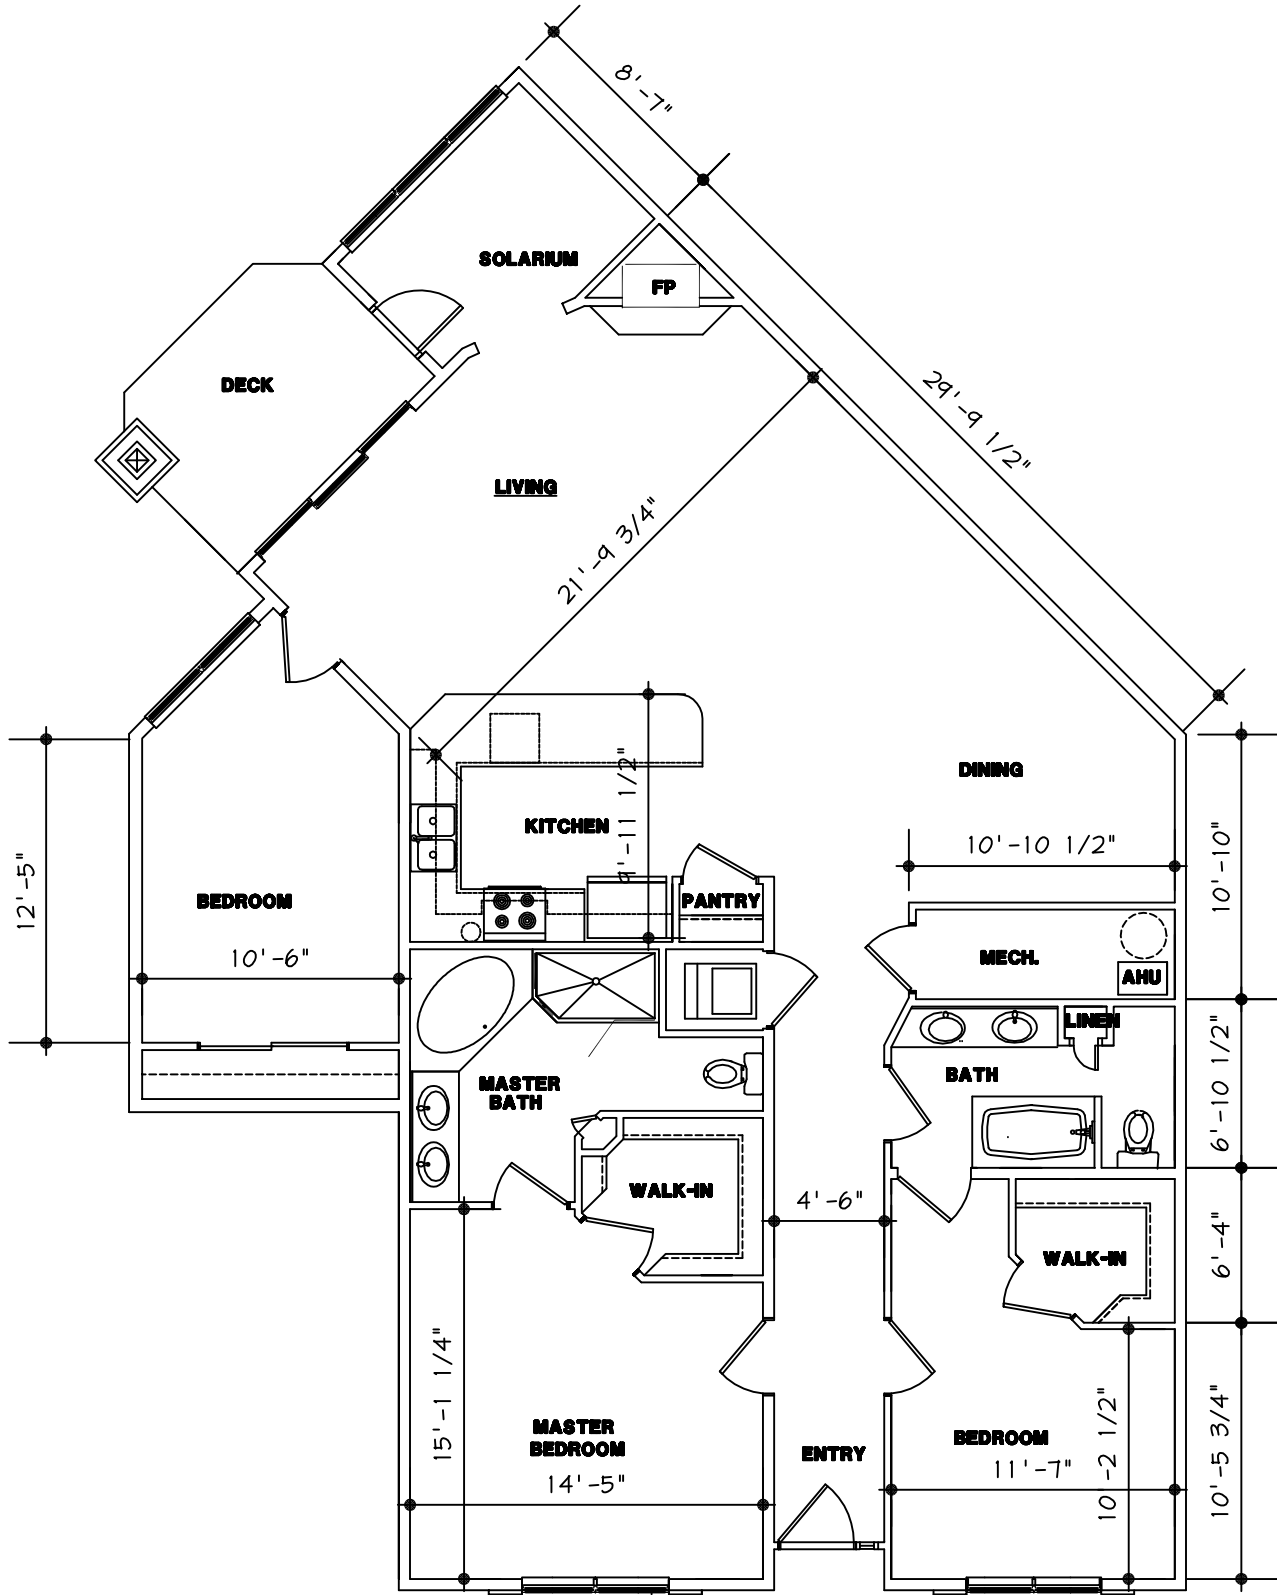 8'-7"
SOLARIUM
FP
DECK
29'-9 1/2"
LIVING
21'-9 3/4"
DINING
KITCHEN
9'-11 1/2"
10'-10 1/2"
10'-10"
12'-5"
BEDROOM
PANTRY
10'-6"
MECH.
AHU
LINEN
BATH
6'-10 1/2"
MASTER
BATH
WALK-IN
4'-6"
WALK-IN
6'-4"
15'-1 1/4"
MASTER
BEDROOM
14'-5"
ENTRY
BEDROOM
11'-7"
10'-2 1/2"
10'-5 3/4"